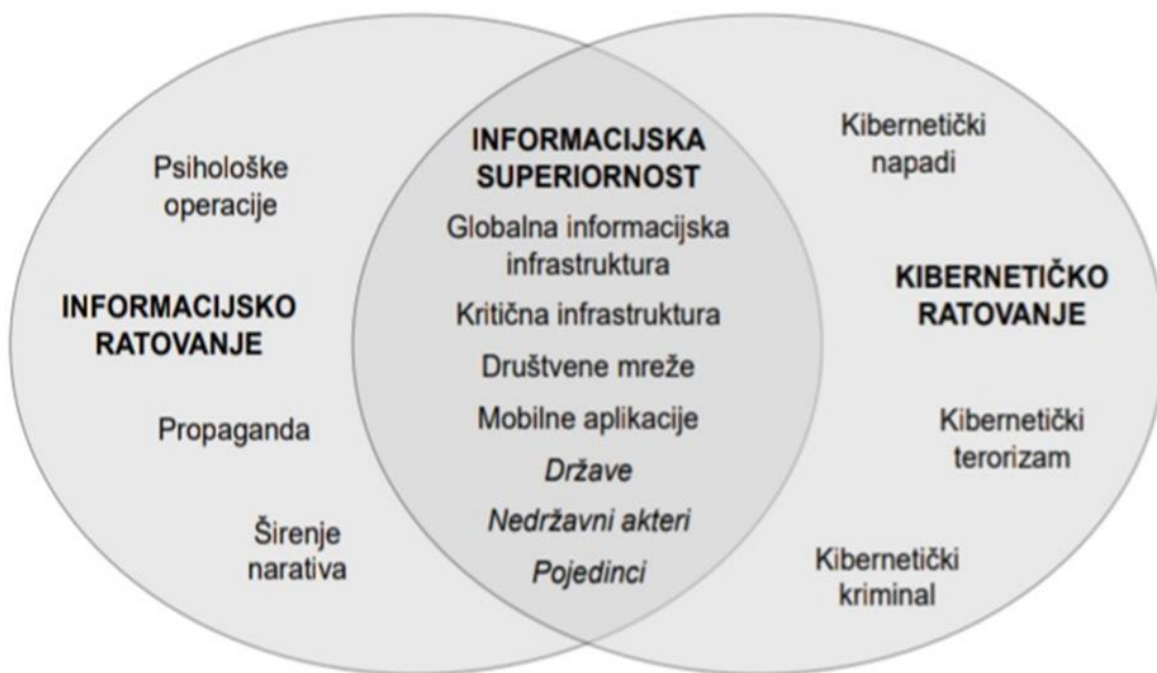 Psihološke
operacije
INFORMACIJSKO
RATOVANJE
Propaganda
Širenje
narativa
INFORMACIJSKA
SUPERIORNOST
Globalna informacijska
infrastruktura
Kritična infrastruktura
Društvene mreže
Mobilne aplikacije
Države
Nedržavni akteri
Pojedinci
Kibernetički
napadi
KIBERNETIČKO
RATOVANJE
Kibernetički
terorizam
Kibernetički
kriminal